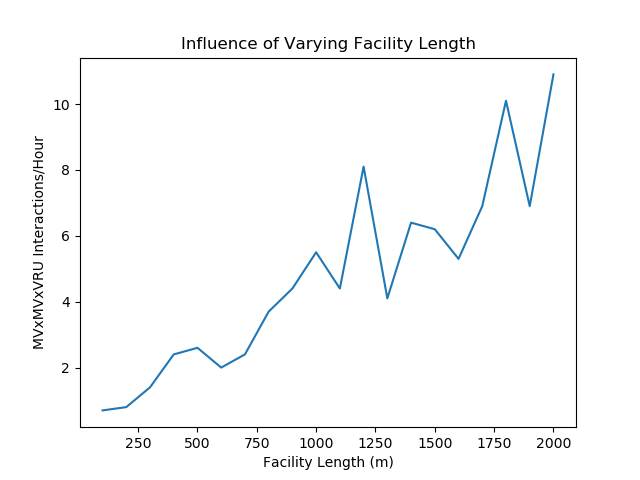 Influence of Varying Facility Length
10
8
6
4
2
MVxMVxVRU Interactions/Hour
250 500 750 1000 1250 1500 1750 2000
Facility Length (m)